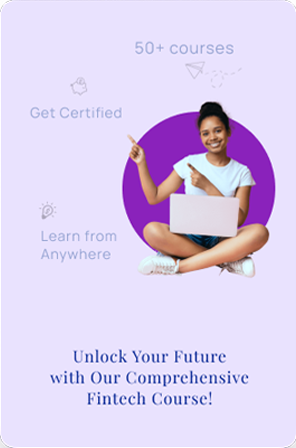 50+ courses
Get Certified
Learn from
Anywhere
Unlock Your Future
with Our Comprehensive
Fintech Course!